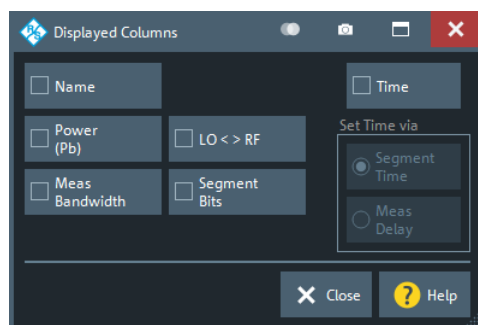 Displayed Columns
Name
Time
Power
(Pb)
LO < > RF
Set Time via
Segment
Time
Meas
Bandwidth
Segment
Bits
Meas
Delay
Close
? Help